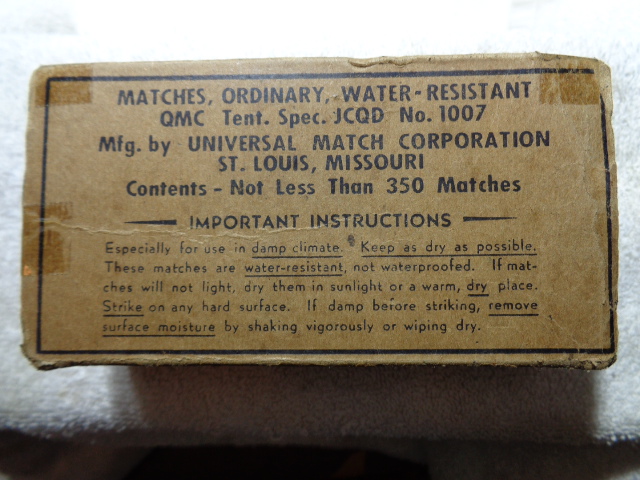 MATCHES, ORDINARY, WATER-RESISTANT
QMC Tent. Spec. JCQD No. 1007
Mfg. by UNIVERSAL MATCH CORPORATION
ST. LOUIS, MISSOURI
Contents - Not Less Than 350 Matches
IMPORTANT INSTRUCTIONS
Especially for use in damp climate. Keep as dry as possible.
These matches are water-resistant, not waterproofed. If mat-
ches will not light, dry them in sunlight or a warm, dry place.
Strike on any hard surface. If damp before striking, remove
surface moisture by shaking vigorously or wiping dry.